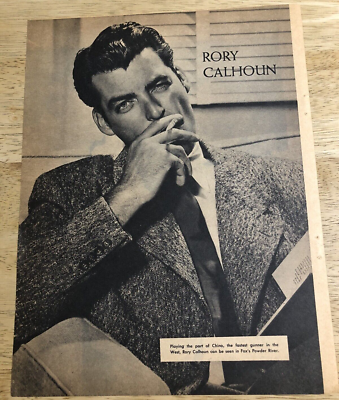 RORY
CALHOUN
Playing the part of Chino, the fastest gunner in the
West, Rory Calhoun can be seen in Fox's Powder River.